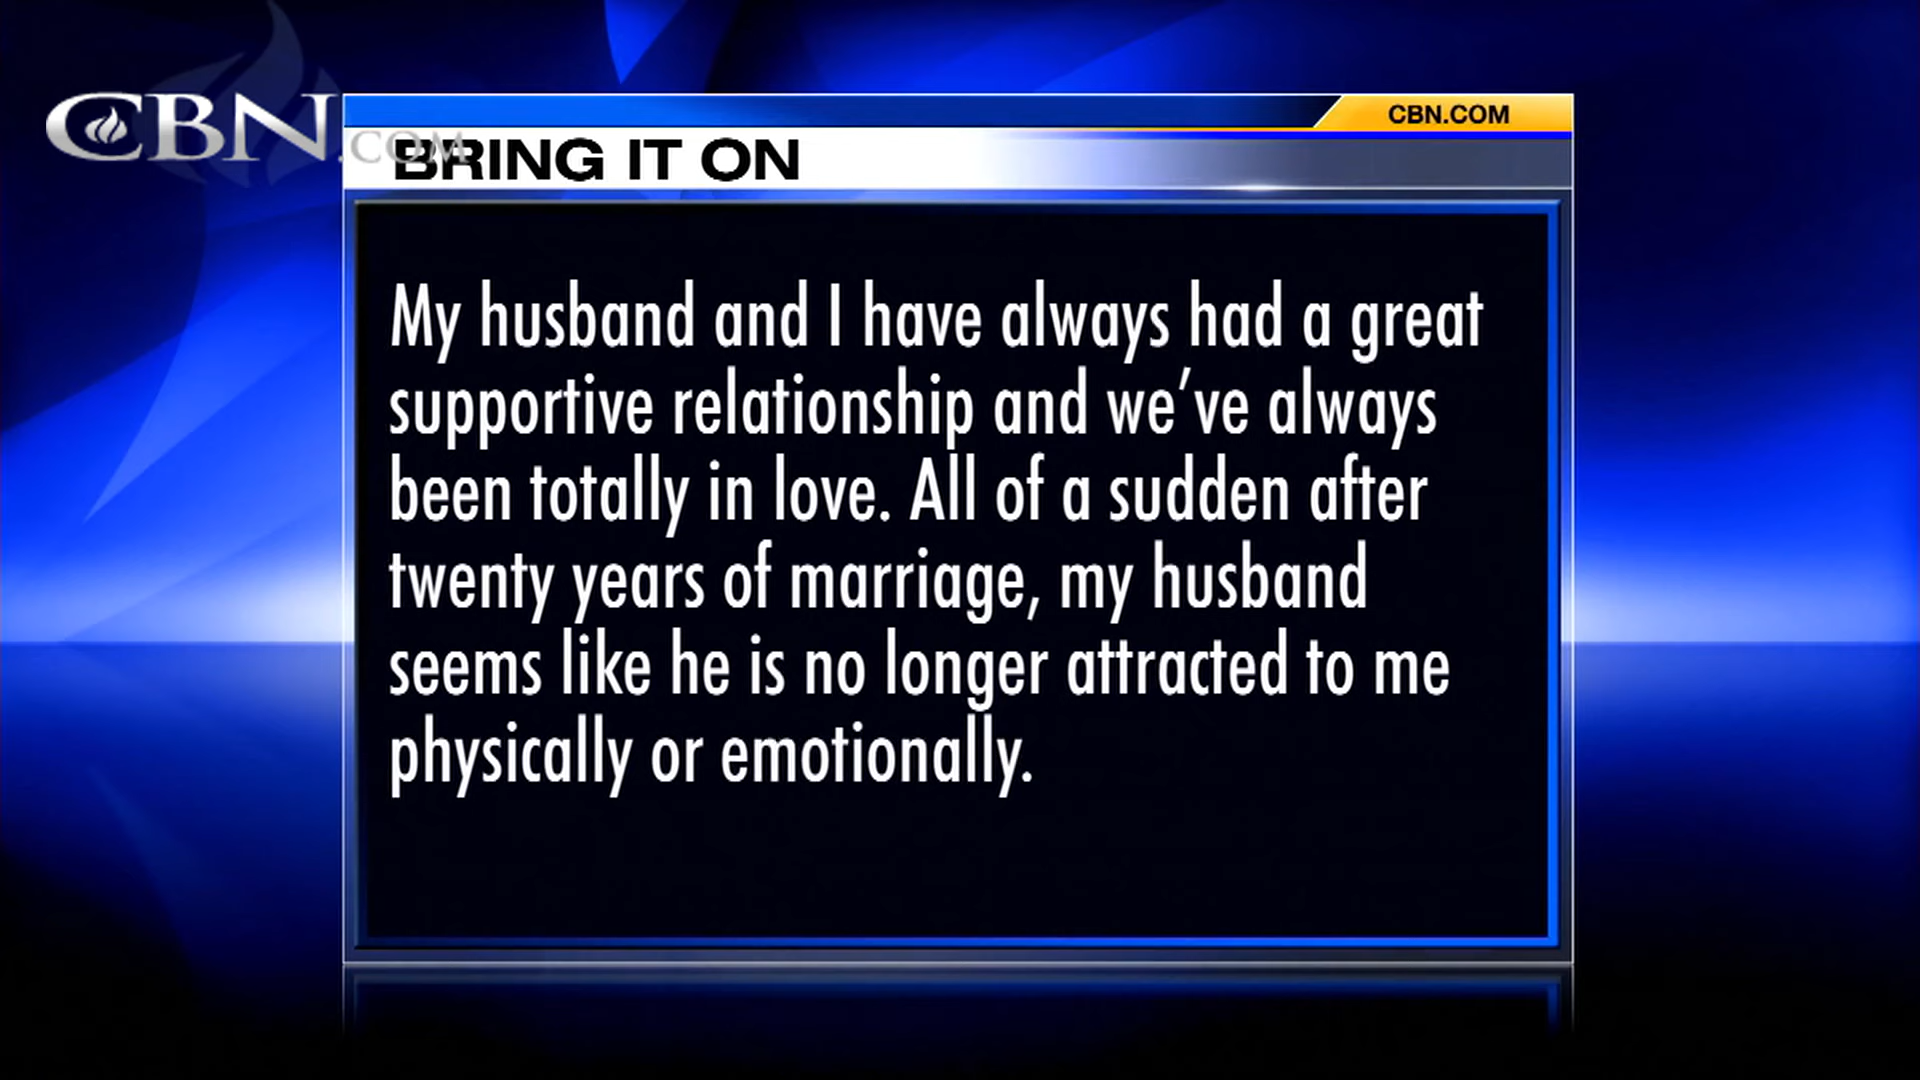 CBN.COM
CBN.COM
BRING IT ON
My husband and I have always had a great
supportive relationship and we’ve always
been totally in love. All of a sudden after
twenty years of marriage, my husband
seems like he is no longer attracted to me
physically or emotionally.